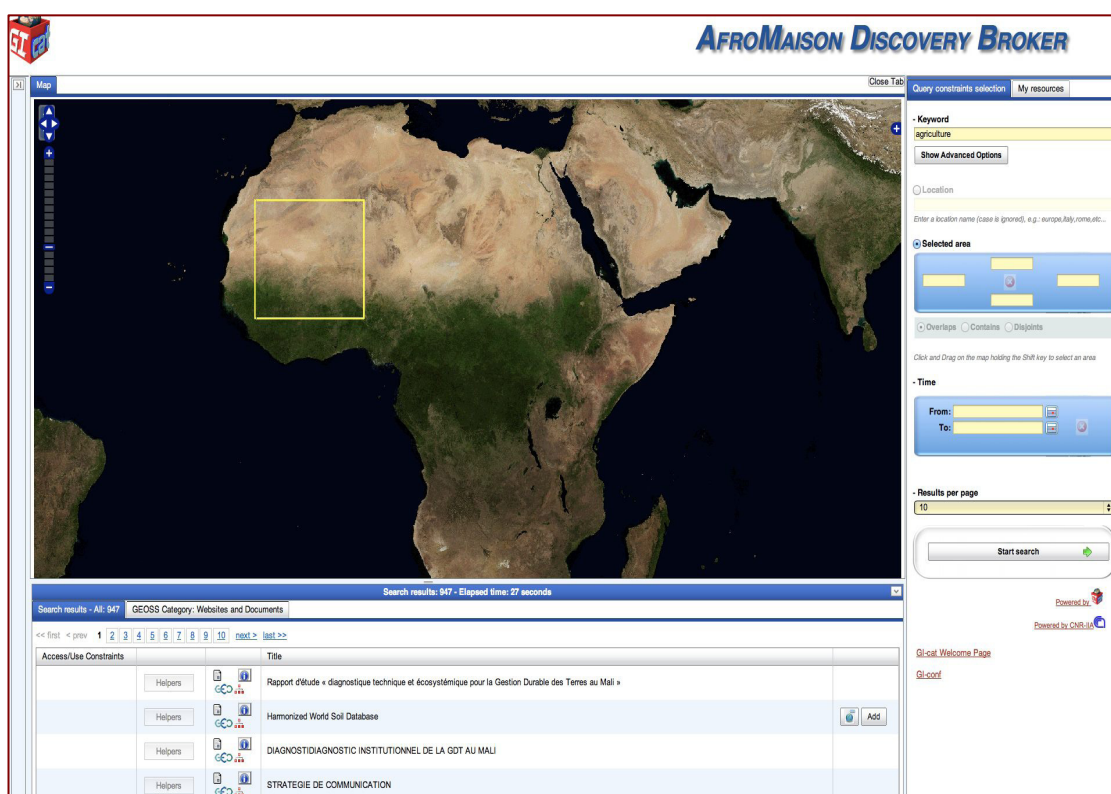 GI cat
AFROMAISON DISCOVERY BROKER
Map
Close Tab
Query constraints selection
My resources
- Keyword
agriculture
Show Advanced Options
Location
Enter a location name (case is ignored), e.g.: europe,italy,rome,etc...
Selected area
Overlaps Contains Disjoints
Click and Drag on the map holding the Shift key to select an area
- Time
From:
To:
- Results per page
10
Start search
Powered by
Powered by CNR-IIA
GI-cat Welcome Page
GI-conf
Search results: 947 - Elapsed time: 27 seconds
Search results - All: 947
GEOSS Category: Websites and Documents
<< first < prev 1 2 3 4 5 6 7 8 9 10 next > last >>
Access/Use Constraints Title
Helpers GEO Rapport d'étude « diagnostique technique et écosystémique pour la Gestion Durable des Terres au Mali »
Helpers GEO Harmonized World Soil Database Add
Helpers GEO DIAGNOSTIDIAGNOSTIC INSTITUTIONNEL DE LA GDT AU MALI
Helpers GEO STRATEGIE DE COMMUNICATION